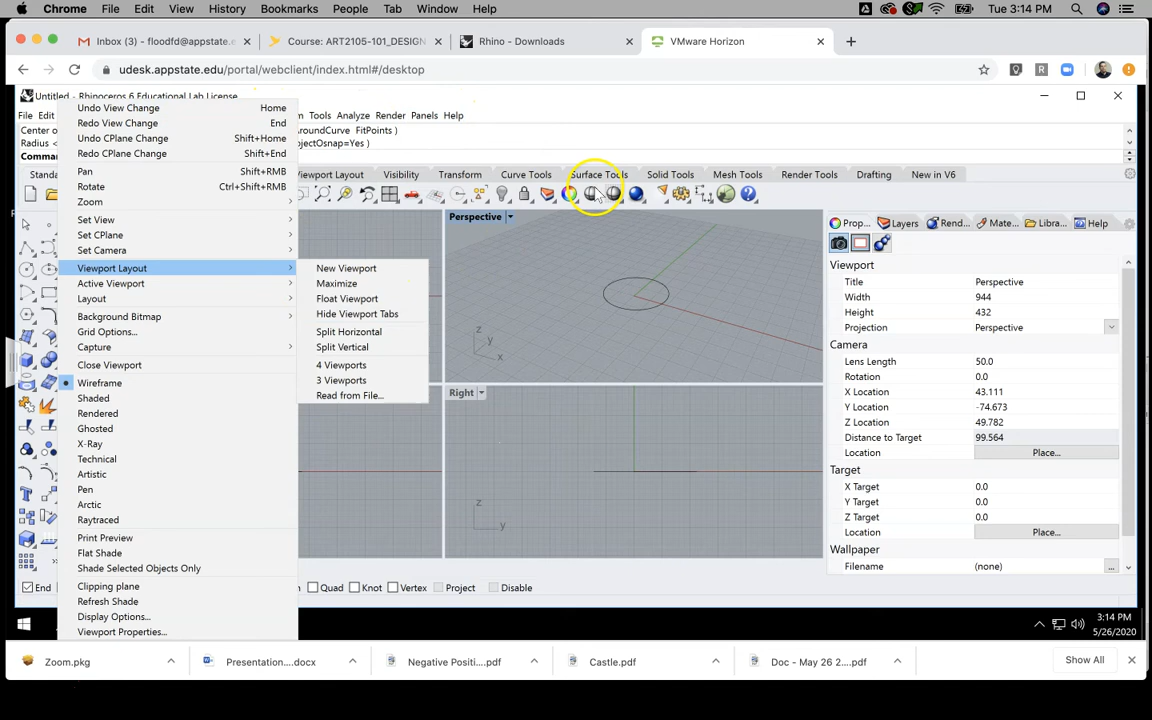 Chrome File Edit View History Bookmarks People Tab Window Help Tue 3:14 PM
Inbox (3) - floodfd@appstate.e Course: ART2105-101_DESIGN Rhino - Downloads VMware Horizon
udesk.appstate.edu/portal/webclient/index.html#/desktop
Untitled - Rhinoceros 6 Educational Lab License
File Edit Tools Analyze Render Panels Help
Center o AroundCurve FitPoints )
Radius < ObjectOsnap=Yes )
Comma
Standa Viewport Layout Visibility Transform Curve Tools Surface Tools Solid Tools Mesh Tools Render Tools Drafting New in V6
Undo View Change Home
Redo View Change End
Undo CPlane Change Shift+Home
Redo CPlane Change Shift+End
Pan Shift+RMB
Rotate Ctrl+Shift+RMB
Zoom
Set View
Set CPlane
Set Camera
Viewport Layout
Active Viewport
Layout
Background Bitmap
Grid Options...
Capture
Close Viewport
Wireframe
Shaded
Rendered
Ghosted
X-Ray
Technical
Artistic
Pen
Arctic
Raytraced
Print Preview
Flat Shade
Shade Selected Objects Only
Clipping plane
Refresh Shade
Display Options...
Viewport Properties...
New Viewport
Maximize
Float Viewport
Hide Viewport Tabs
Split Horizontal
Split Vertical
4 Viewports
3 Viewports
Read from File...
Perspective
z
y
x
Right
z
y
Prop... Layers Rend... Mate... Libra... Help
Viewport
Title Perspective
Width 944
Height 432
Projection Perspective
Camera
Lens Length 50.0
Rotation 0.0
X Location 43.111
Y Location -74.673
Z Location 49.782
Distance to Target 99.564
Location Place...
Target
X Target 0.0
Y Target 0.0
Z Target 0.0
Location Place...
Wallpaper
Filename (none) ...
End Quad Knot Vertex Project Disable
3:14 PM
5/26/2020
Zoom.pkg Presentation....docx Negative Positi....pdf Castle.pdf Doc - May 26 2....pdf Show All